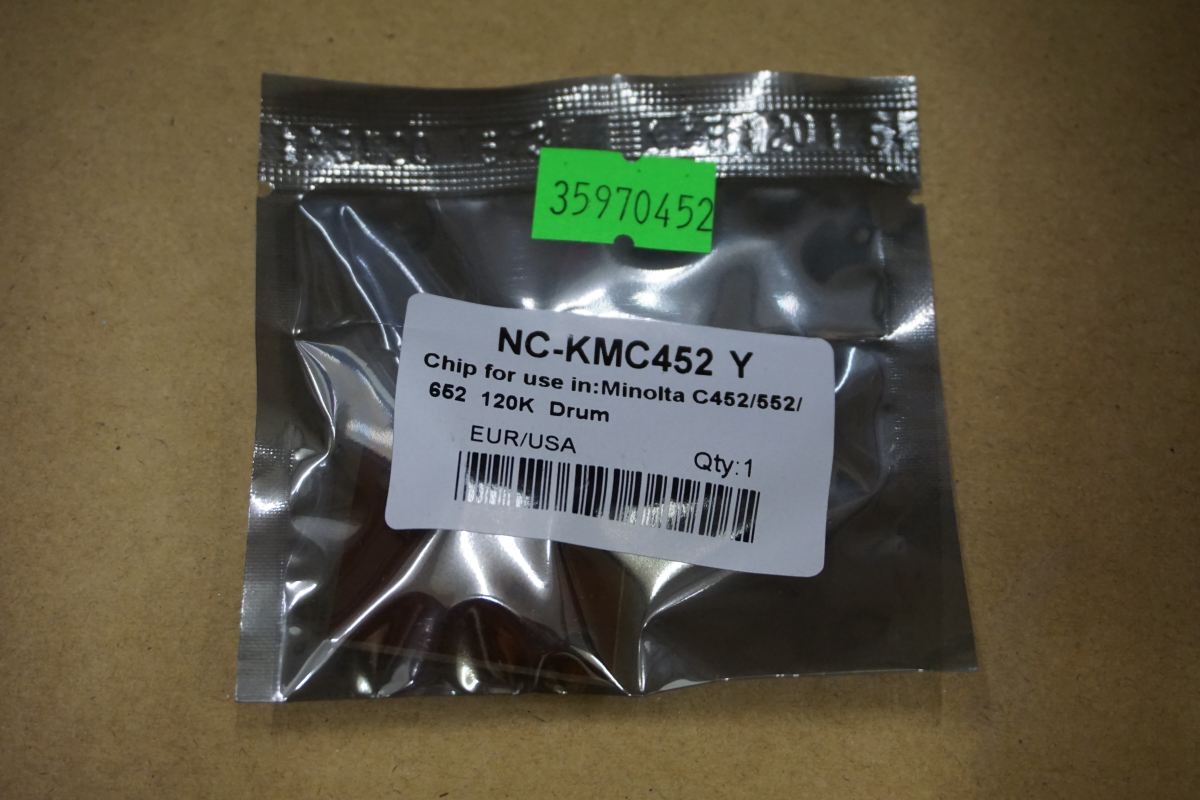 35970452
NC-KMC452 Y
Chip for use in:Minolta C452/552/
652 120K Drum
EUR/USA
Qty:1